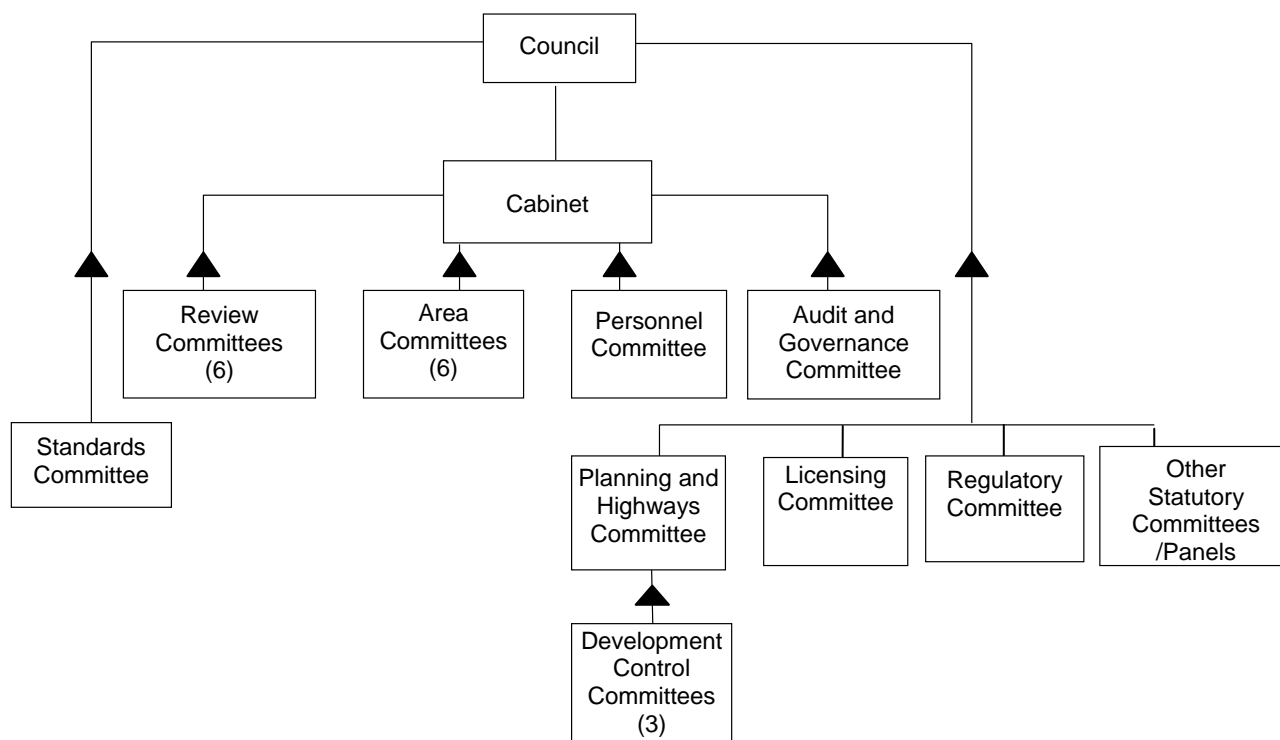 Council
Cabinet
Review
Committees
(6)
Area
Committees
(6)
Personnel
Committee
Audit and
Governance
Committee
Standards
Committee
Planning and
Highways
Committee
Licensing
Committee
Regulatory
Committee
Other
Statutory
Committees
/Panels
Development
Control
Committees
(3)